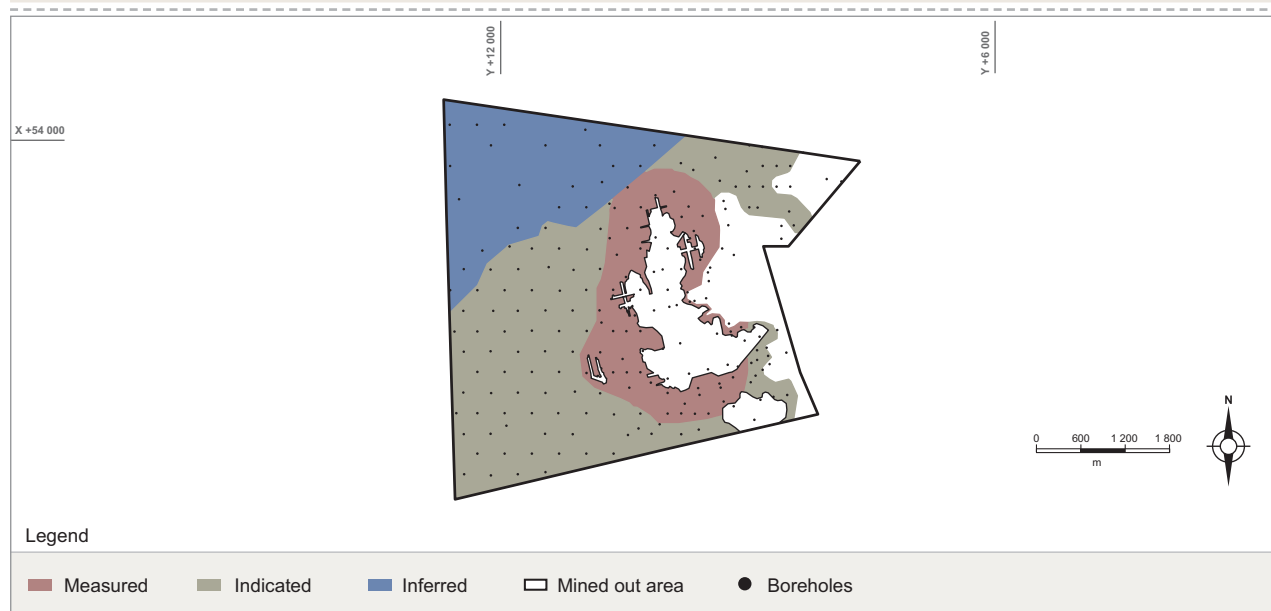 Y +12 000
Y +6 000
X +54 000
N
0 600 1 200 1 800
m
Legend
Measured Indicated Inferred Mined out area Boreholes